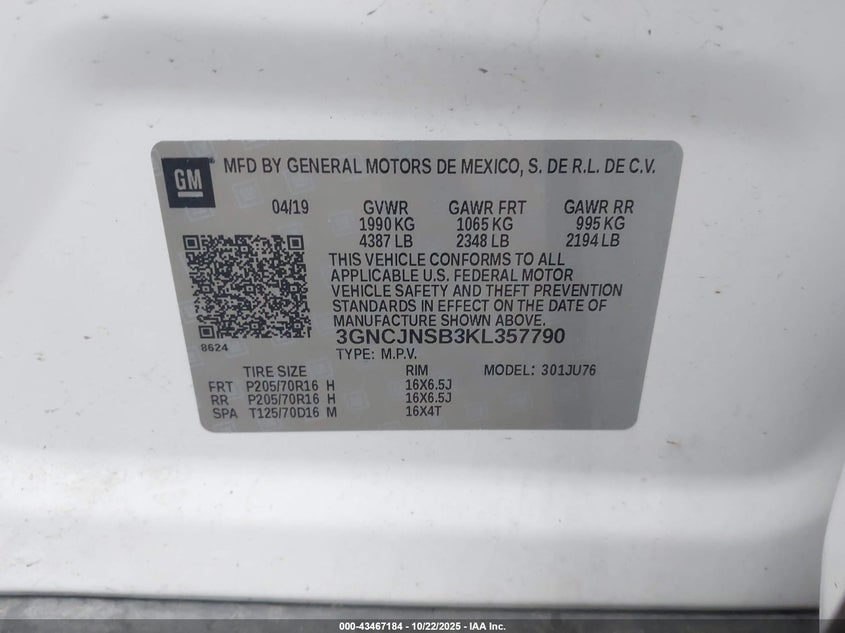 GM
MFD BY GENERAL MOTORS DE MEXICO, S. DE R.L. DE C.V.
04/19 GVWR GAWR FRT GAWR RR
1990 KG 1065 KG 995 KG
4387 LB 2348 LB 2194 LB
THIS VEHICLE CONFORMS TO ALL
APPLICABLE U.S. FEDERAL MOTOR
VEHICLE SAFETY AND THEFT PREVENTION
STANDARDS IN EFFECT ON THE DATE OF
MANUFACTURE SHOWN ABOVE.
3GNCJNSB3KL357790
8624
TYPE: M.P.V.
TIRE SIZE RIM MODEL: 301JU76
FRT P205/70R16 H 16X6.5J
RR P205/70R16 H 16X6.5J
SPA T125/70D16 M 16X4T
000-43467184 - 10/22/2025 - IAA Inc.